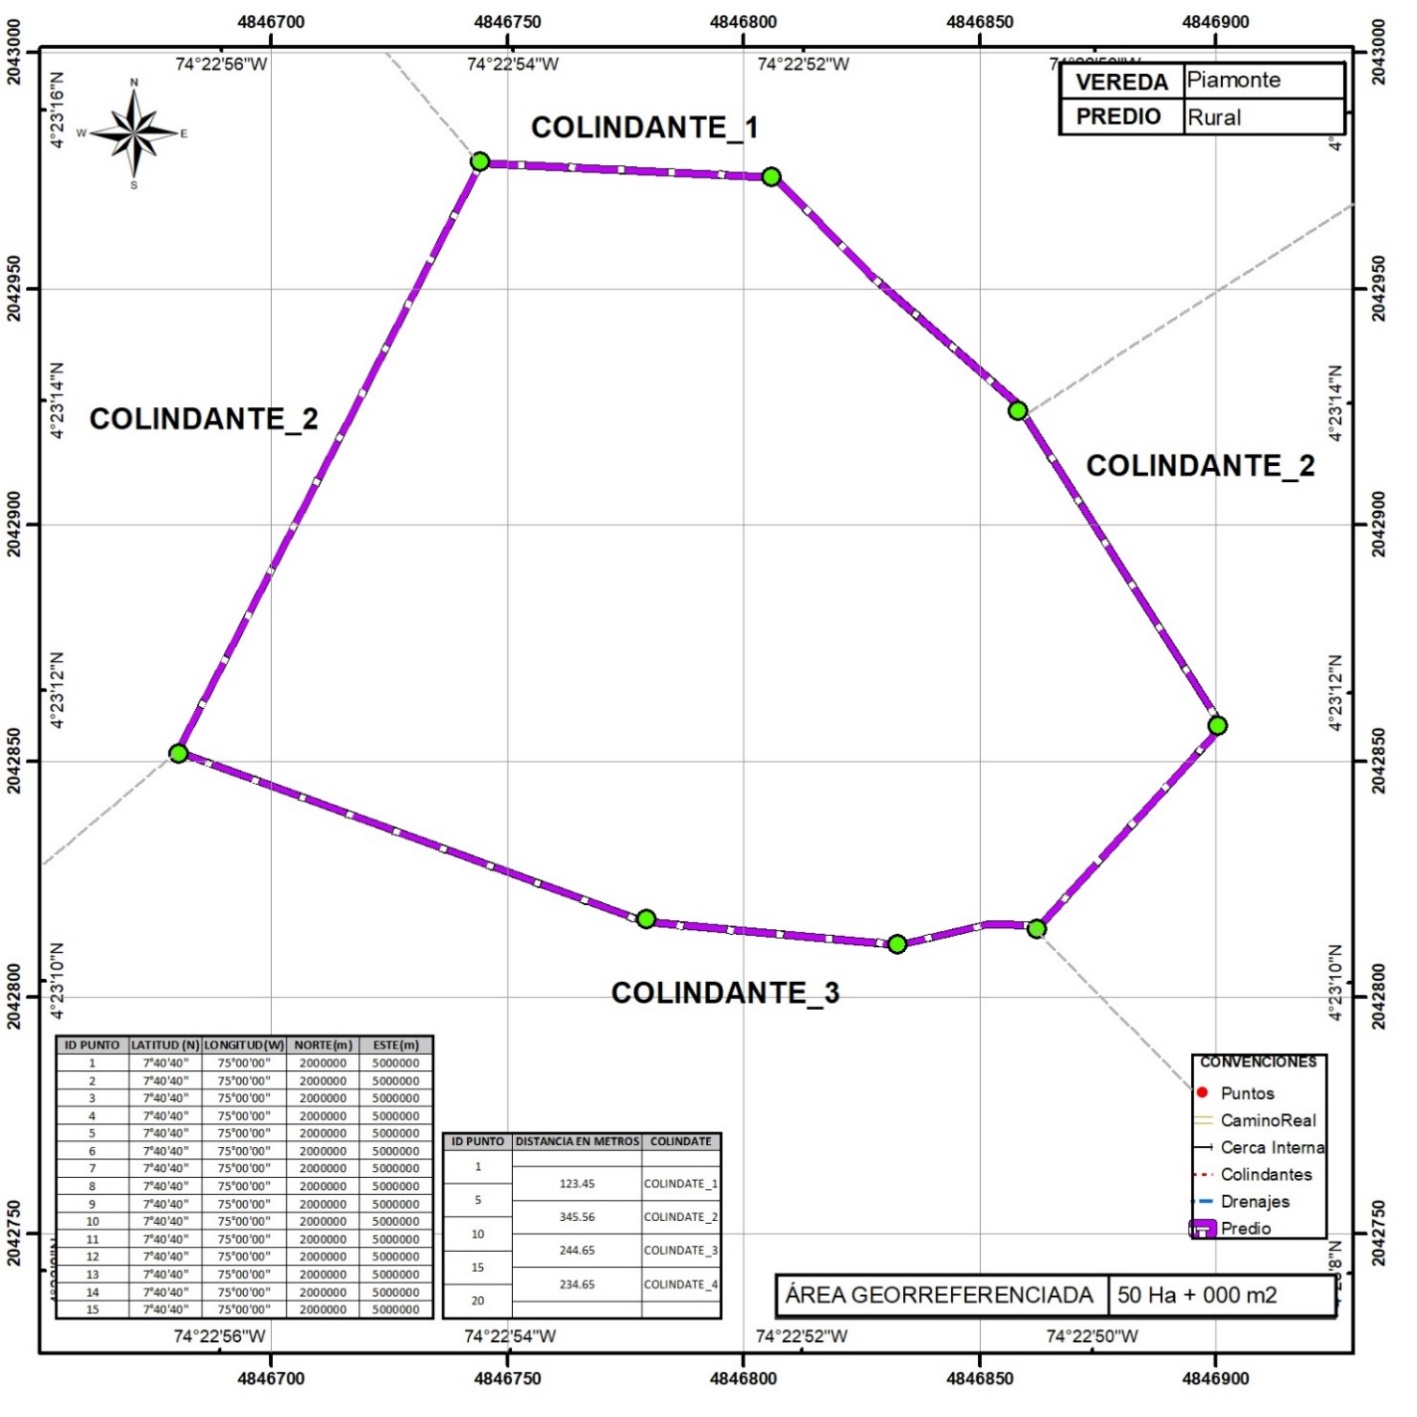 4846700 4846750 4846800 4846850 4846900
2043000 2043000
74°22'56"W 74°22'54"W 74°22'52"W
VEREDA Piamonte
PREDIO Rural
4°23'16"N
N
W E
S
COLINDANTE_1
2042950 2042950
4°23'14"N 4°23'14"N
COLINDANTE_2
COLINDANTE_2
2042900 2042900
4°23'12"N 4°23'12"N
2042850 2042850
4°23'10"N 4°23'10"N
COLINDANTE_3
2042800 2042800
ID PUNTO LATITUD (N) LONGITUD(W) NORTE(m) ESTE(m)
1 7°40'40" 75°00'00" 2000000 5000000
2 7°40'40" 75°00'00" 2000000 5000000
3 7°40'40" 75°00'00" 2000000 5000000
4 7°40'40" 75°00'00" 2000000 5000000
5 7°40'40" 75°00'00" 2000000 5000000
6 7°40'40" 75°00'00" 2000000 5000000
7 7°40'40" 75°00'00" 2000000 5000000
8 7°40'40" 75°00'00" 2000000 5000000
9 7°40'40" 75°00'00" 2000000 5000000
10 7°40'40" 75°00'00" 2000000 5000000
11 7°40'40" 75°00'00" 2000000 5000000
12 7°40'40" 75°00'00" 2000000 5000000
13 7°40'40" 75°00'00" 2000000 5000000
14 7°40'40" 75°00'00" 2000000 5000000
15 7°40'40" 75°00'00" 2000000 5000000
ID PUNTO DISTANCIA EN METROS COLINDATE
1
123.45 COLINDATE_1
5
345.56 COLINDATE_2
10
244.65 COLINDATE_3
15
234.65 COLINDATE_4
20
CONVENCIONES
Puntos
CaminoReal
Cerca Interna
Colindantes
Drenajes
Predio
2042750 2042750
ÁREA GEORREFERENCIADA 50 Ha + 000 m2
74°22'56"W 74°22'54"W 74°22'52"W 74°22'50"W
4846700 4846750 4846800 4846850 4846900